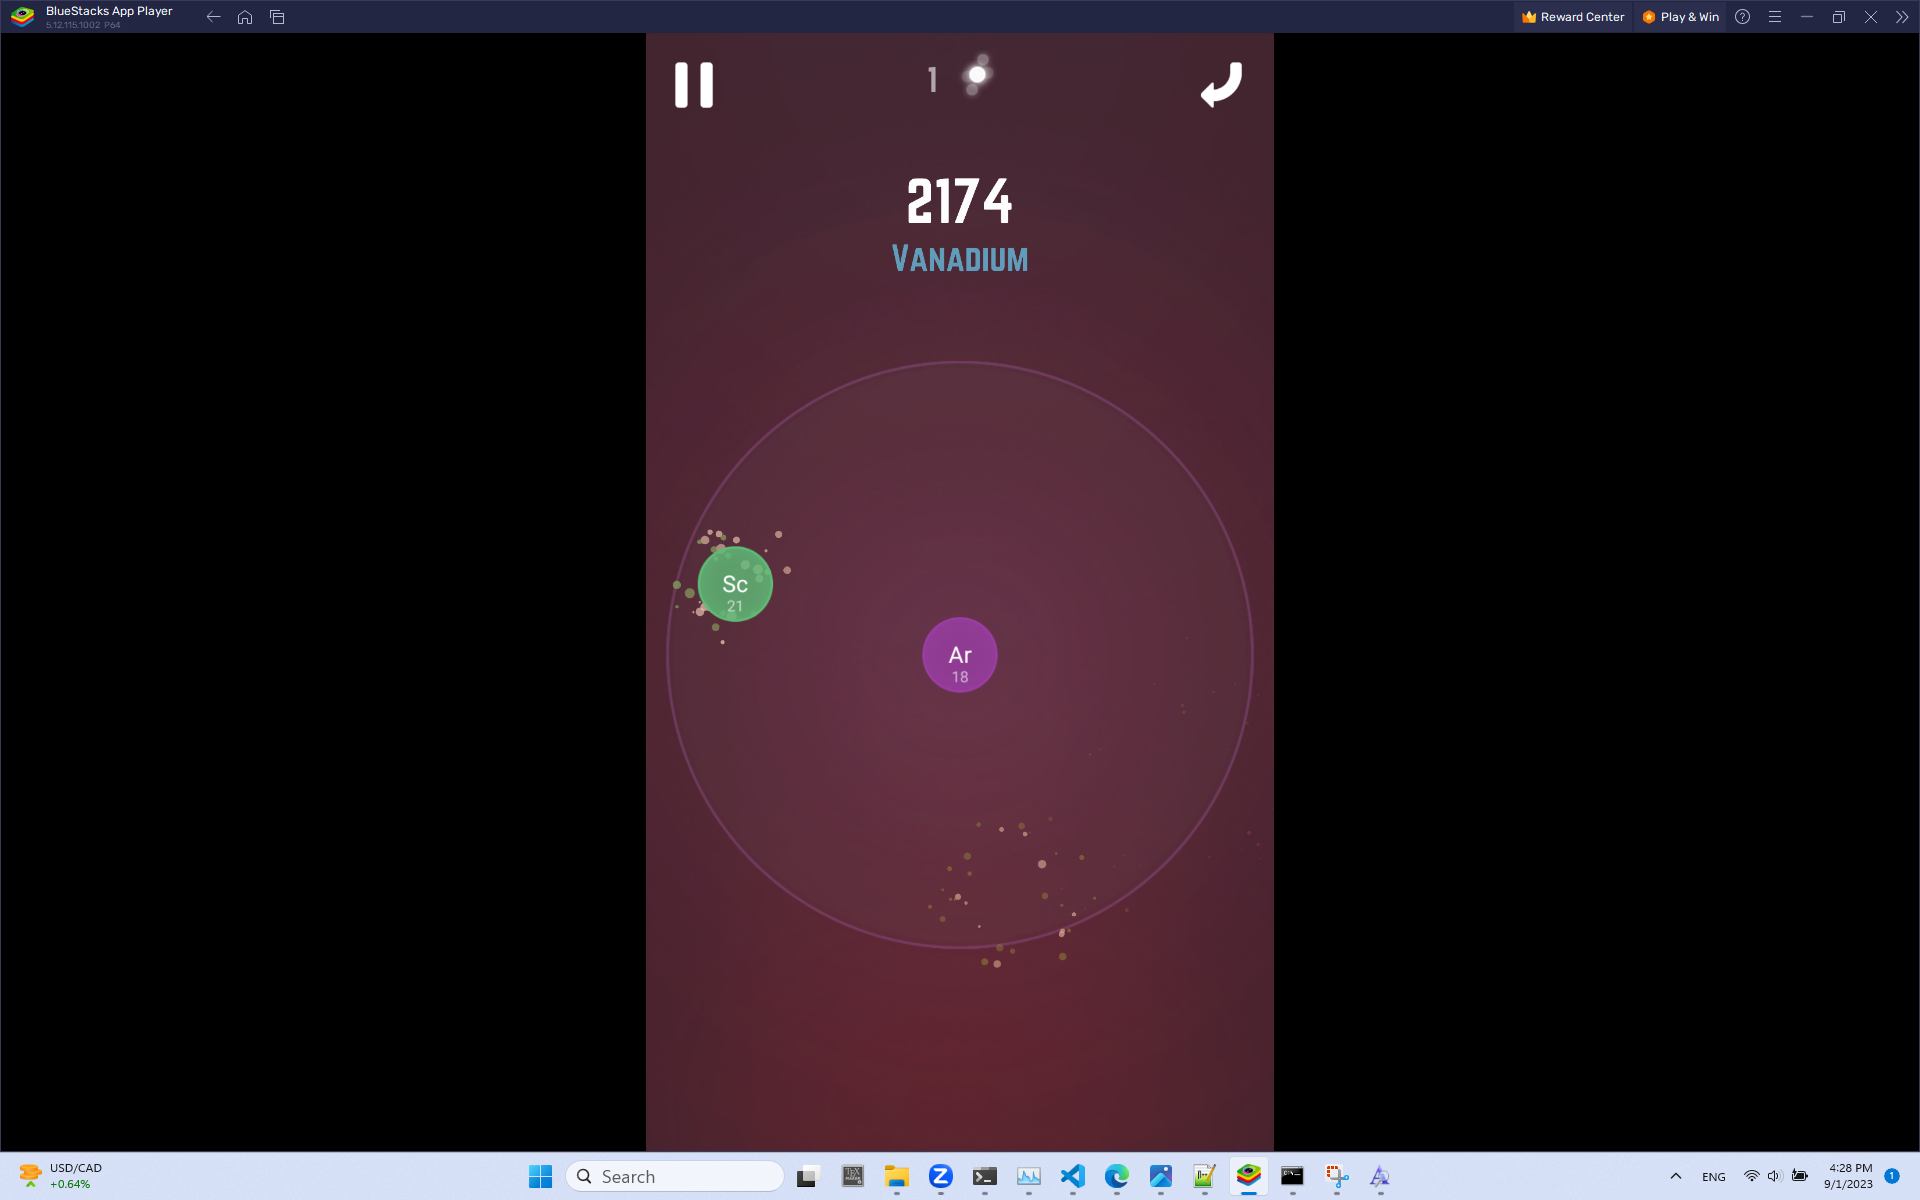 BlueStacks App Player
5.12.115.1002 P64
Reward Center
Play & Win
1
2174
VANADIUM
Sc
21
Ar
18
USD/CAD
+0.64%
Search
ENG
4:28 PM
9/1/2023
1